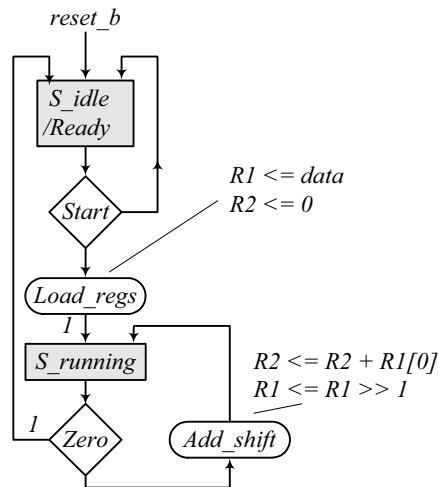 reset_b
S_idle
/Ready
Start
R1 <= data
R2 <= 0
Load_regs
1
S_running
R2 <= R2 + R1[0]
R1 <= R1 >> 1
1
Zero
Add_shift